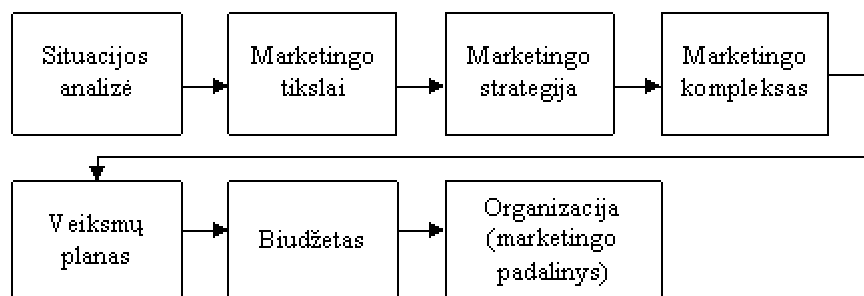 Situacijos
analizė
Marketingo
tikslai
Marketingo
strategija
Marketingo
kompleksas
Veiksmų
planas
Biudžetas
Organizacija
(marketingo
padalinys)